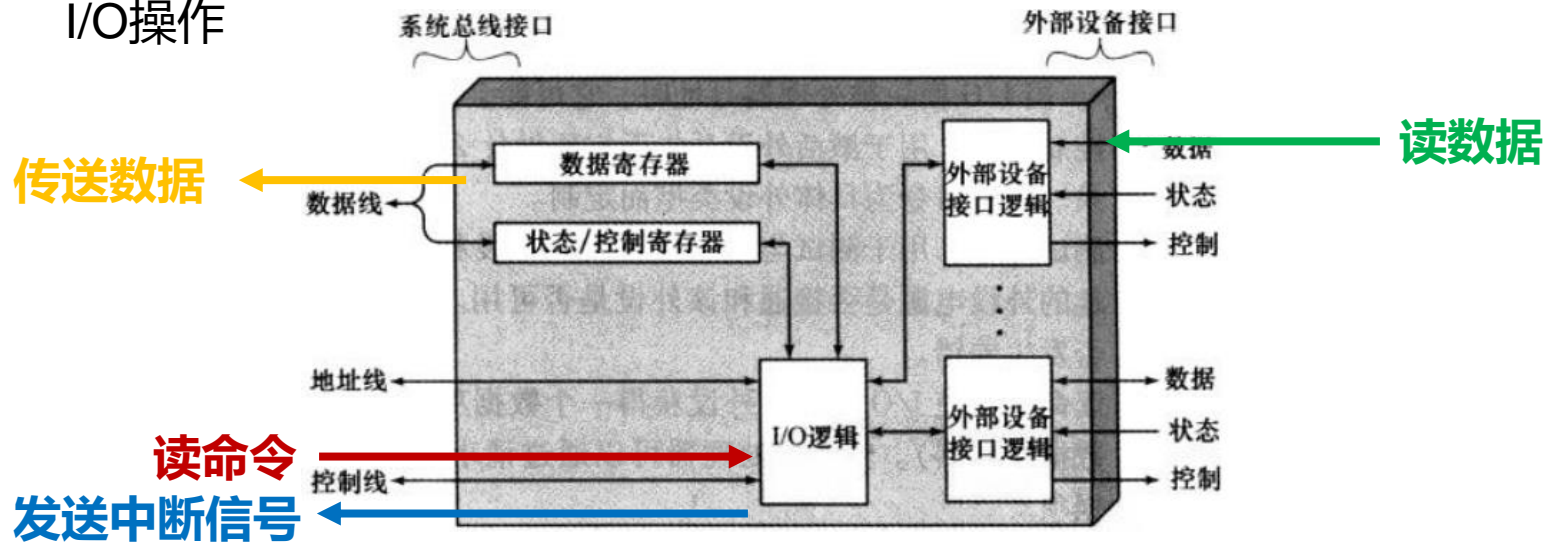 I/O操作
系统总线接口
外部设备接口
数据寄存器
状态/控制寄存器
传送数据
数据线
外部设备
接口逻辑
读数据
数据
状态
控制
地址线
读命令
控制线
发送中断信号
I/O逻辑
外部设备
接口逻辑
数据
状态
控制